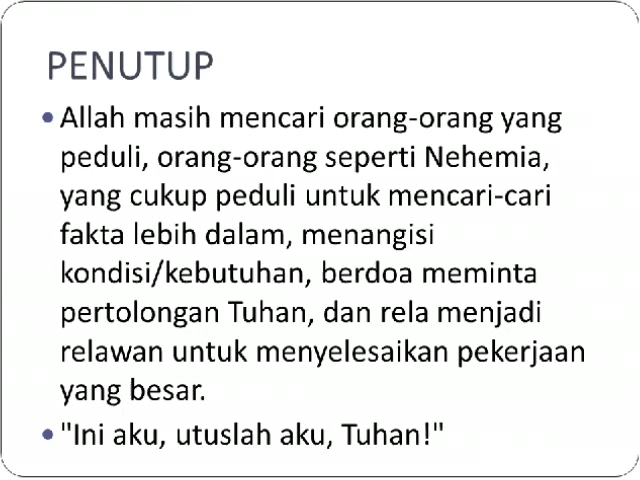 PENUTUP
• Allah masih mencari orang-orang yang
peduli, orang-orang seperti Nehemia,
yang cukup peduli untuk mencari-cari
fakta lebih dalam, menangisi
kondisi/kebutuhan, berdoa meminta
pertolongan Tuhan, dan rela menjadi
relawan untuk menyelesaikan pekerjaan
yang besar.
• "Ini aku, utuslah aku, Tuhan!"